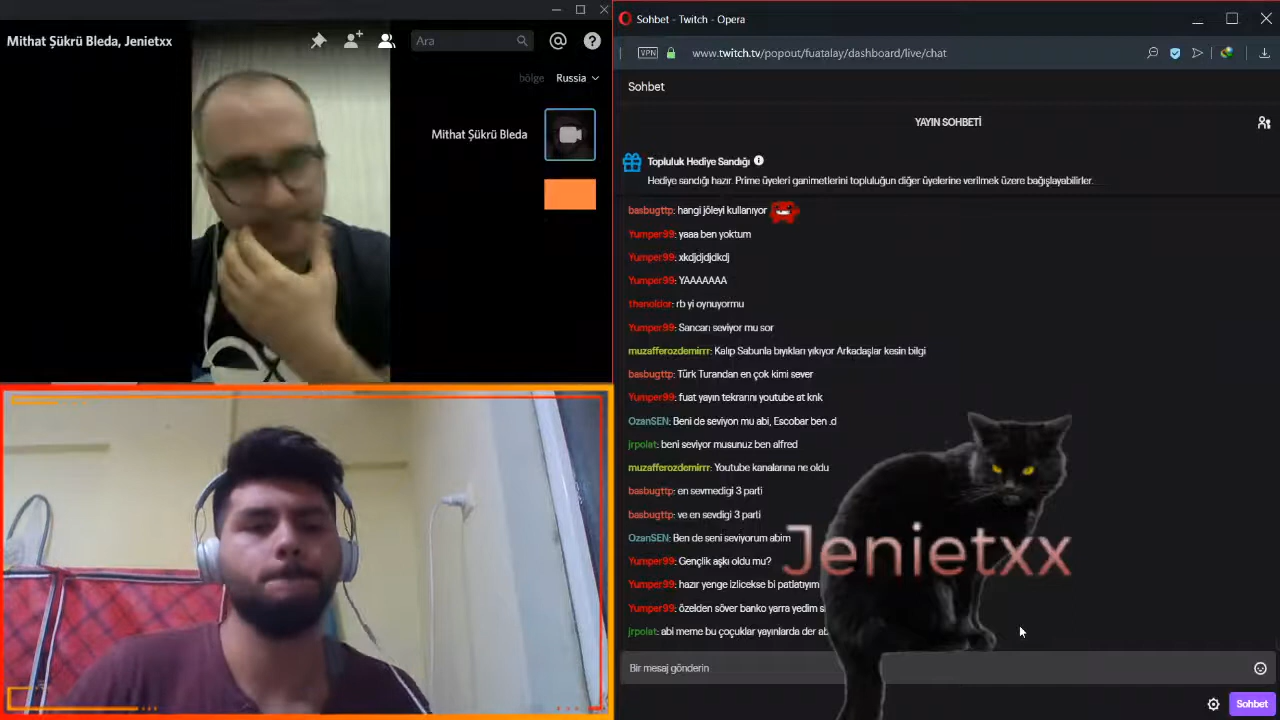 Mithat Şükrü Bleda, Jenietxx
Ara
bölge Russia
Mithat Şükrü Bleda
Sohbet - Twitch - Opera
VPN www.twitch.tv/popout/fuatalay/dashboard/live/chat
Sohbet
YAYIN SOHBETİ
Topluluk Hediye Sandığı
Hediye sandığı hazır. Prime üyeleri ganimetlerini topluluğun diğer üyelerine verilmek üzere bağışlayabilirler.
basbugttp: hangi jöleyi kullanıyor
Yumper99: yaaa ben yoktum
Yumper99: xkdjdjdjdkdj
Yumper99: YAAAAAAA
thanoldor: rb yi oynuyormu
Yumper99: Sancarı seviyor mu sor
muzafferozdemirrr: Kalıp Sabunla bıyıkları yıkıyor Arkadaşlar kesin bilgi
basbugttp: Türk Turandan en çok kimi sever
Yumper99: fuat yayın tekrarını youtube at knk
OzanSEN: Beni de seviyon mu abi, Escobar ben .d
jrpolat: beni seviyor musunuz ben alfred
muzafferozdemirrr: Youtube kanalarına ne oldu
basbugttp: en sevmedigi 3 parti
basbugttp: ve en sevdigi 3 parti
OzanSEN: Ben de seni seviyorum abim
Yumper99: Gençlik aşkı oldu mu?
Yumper99: hazır yenge izlicekse bi patlatıyım
Yumper99: özelden söver banko yarra yedim s
jrpolat: abi meme bu çoçuklar yayınlarda der ab
Jenietxx
Bir mesaj gönderin
Sohbet